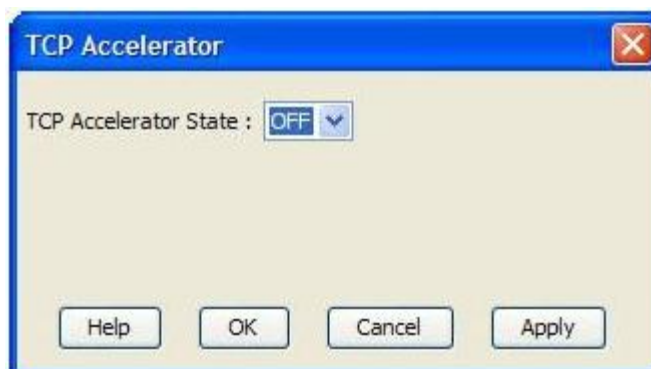 TCP Accelerator
TCP Accelerator State : OFF
Help OK Cancel Apply